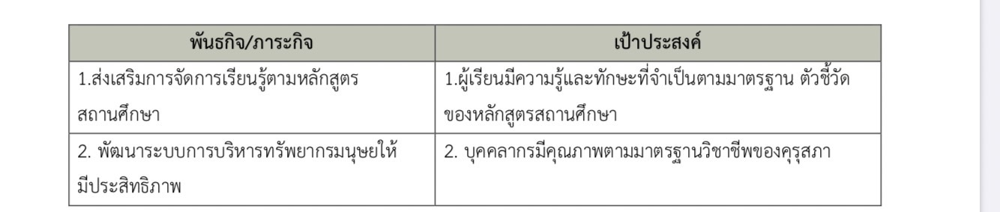 พันธกิจ/ภาระกิจ
เป้าประสงค์
1.ส่งเสริมการจัดการเรียนรู้ตามหลักสูตร
สถานศึกษา
1.ผู้เรียนมีความรู้และทักษะที่จำเป็นตามมาตรฐาน ตัวชี้วัด
ของหลักสูตรสถานศึกษา
2. พัฒนาระบบการบริหารทรัพยากรมนุษย์ให้
มีประสิทธิภาพ
2. บุคคลากรมีคุณภาพตามมาตรฐานวิชาชีพของคุรุสภา